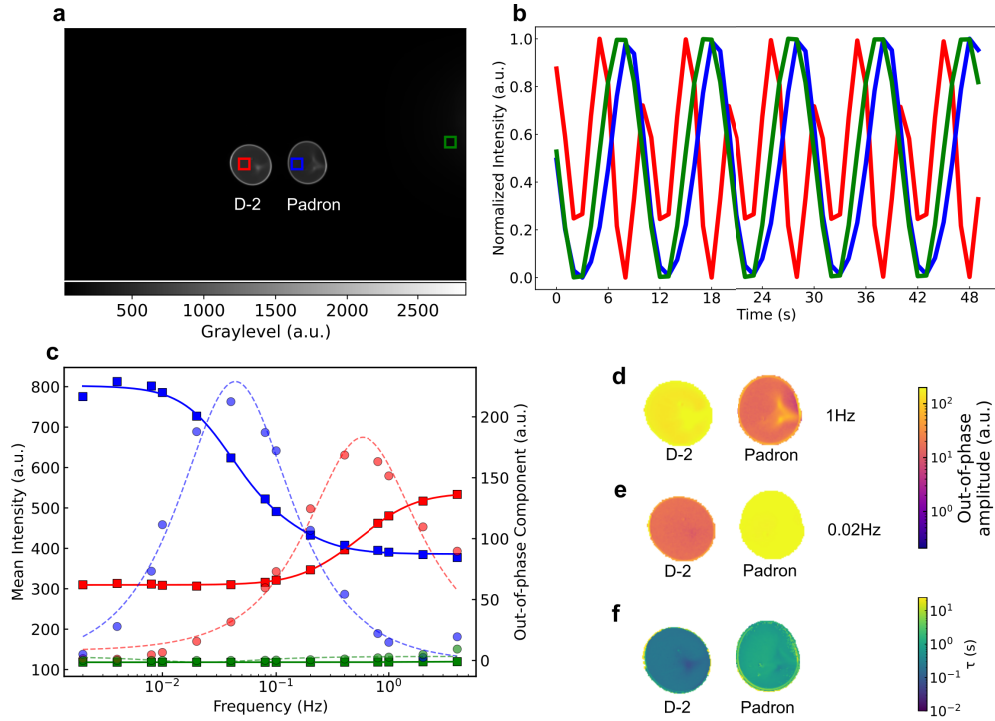 a
D-2
Padron
500
1000
1500
2000
2500
Graylevel (a.u.)
b
Normalized Intensity (a.u.)
1.0
0.8
0.6
0.4
0.2
0.0
0
6
12
18
24
30
36
42
48
Time (s)
c
Mean Intensity (a.u.)
800
700
600
500
400
300
200
100
10⁻²
10⁻¹
10⁰
Frequency (Hz)
200
150
100
50
0
Out-of-phase Component (a.u.)
d
D-2
Padron
1Hz
e
D-2
Padron
0.02Hz
10²
10¹
10⁰
Out-of-phase
amplitude (a.u.)
f
D-2
Padron
10¹
10⁰
10⁻¹
10⁻²
τ (s)